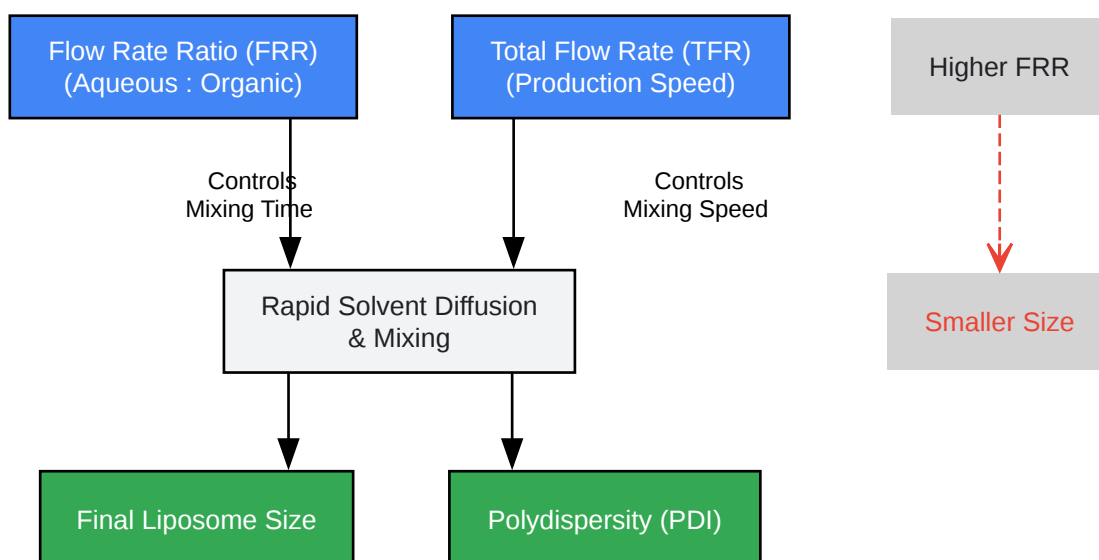 Flow Rate Ratio (FRR)
(Aqueous : Organic)
Total Flow Rate (TFR)
(Production Speed)
Higher FRR
Controls
Mixing Time
Controls
Mixing Speed
Rapid Solvent Diffusion
& Mixing
Smaller Size
Final Liposome Size
Polydispersity (PDI)